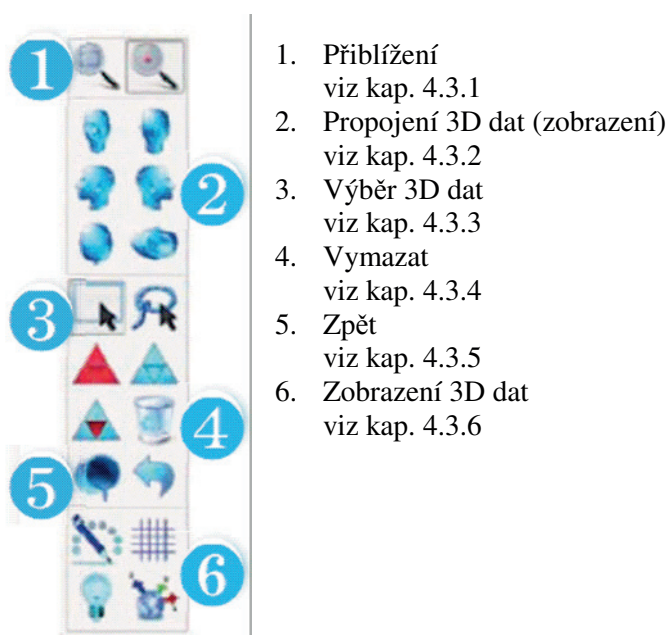 1
2
3
4
5
6
1. Přiblížení
viz kap. 4.3.1
2. Propojení 3D dat (zobrazení)
viz kap. 4.3.2
3. Výběr 3D dat
viz kap. 4.3.3
4. Vymazat
viz kap. 4.3.4
5. Zpět
viz kap. 4.3.5
6. Zobrazení 3D dat
viz kap. 4.3.6